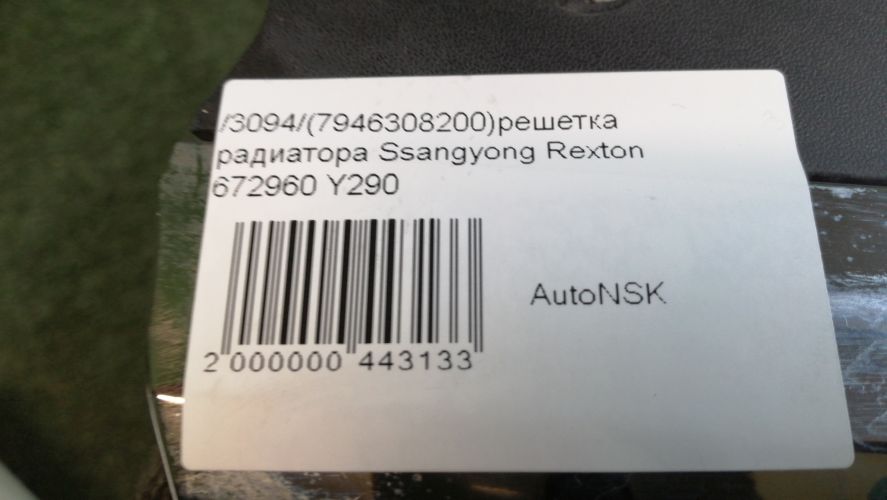 /3094/(7946308200)решетка
радиатора Ssangyong Rexton
672960 Y290
AutoNSK
2 000000 443133